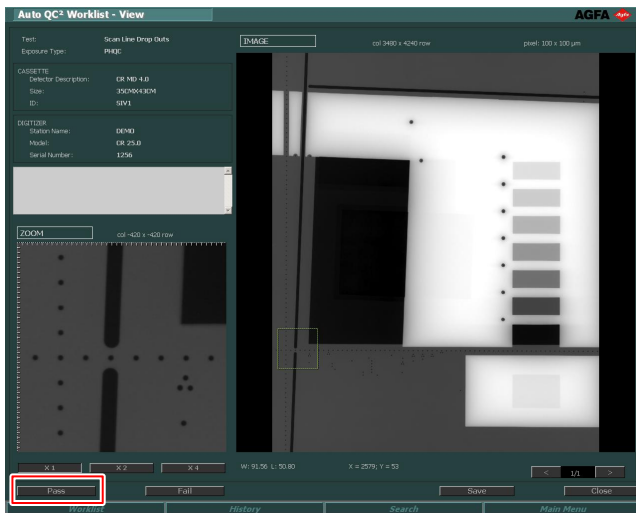 Auto QC² Worklist - View
AGFA Agfa
Test: Scan Line Drop Outs
Exposure Type: PHQC
CASSETTE
Detector Description: CR MD 4.0
Size: 35CMX43CM
ID: SIV1
DIGITIZER
Station Name: DEMO
Model: CR 25.0
Serial Number: 1256
IMAGE
col 3480 x 4240 row
pixel: 100 x 100 µm
ZOOM
col -420 x -420 row
X 1
X 2
X 4
W: 91.56 L: 50.80
X = 2579; Y = 53
< 1/1 >
Pass
Fail
Save
Close
Worklist
History
Search
Main Menu